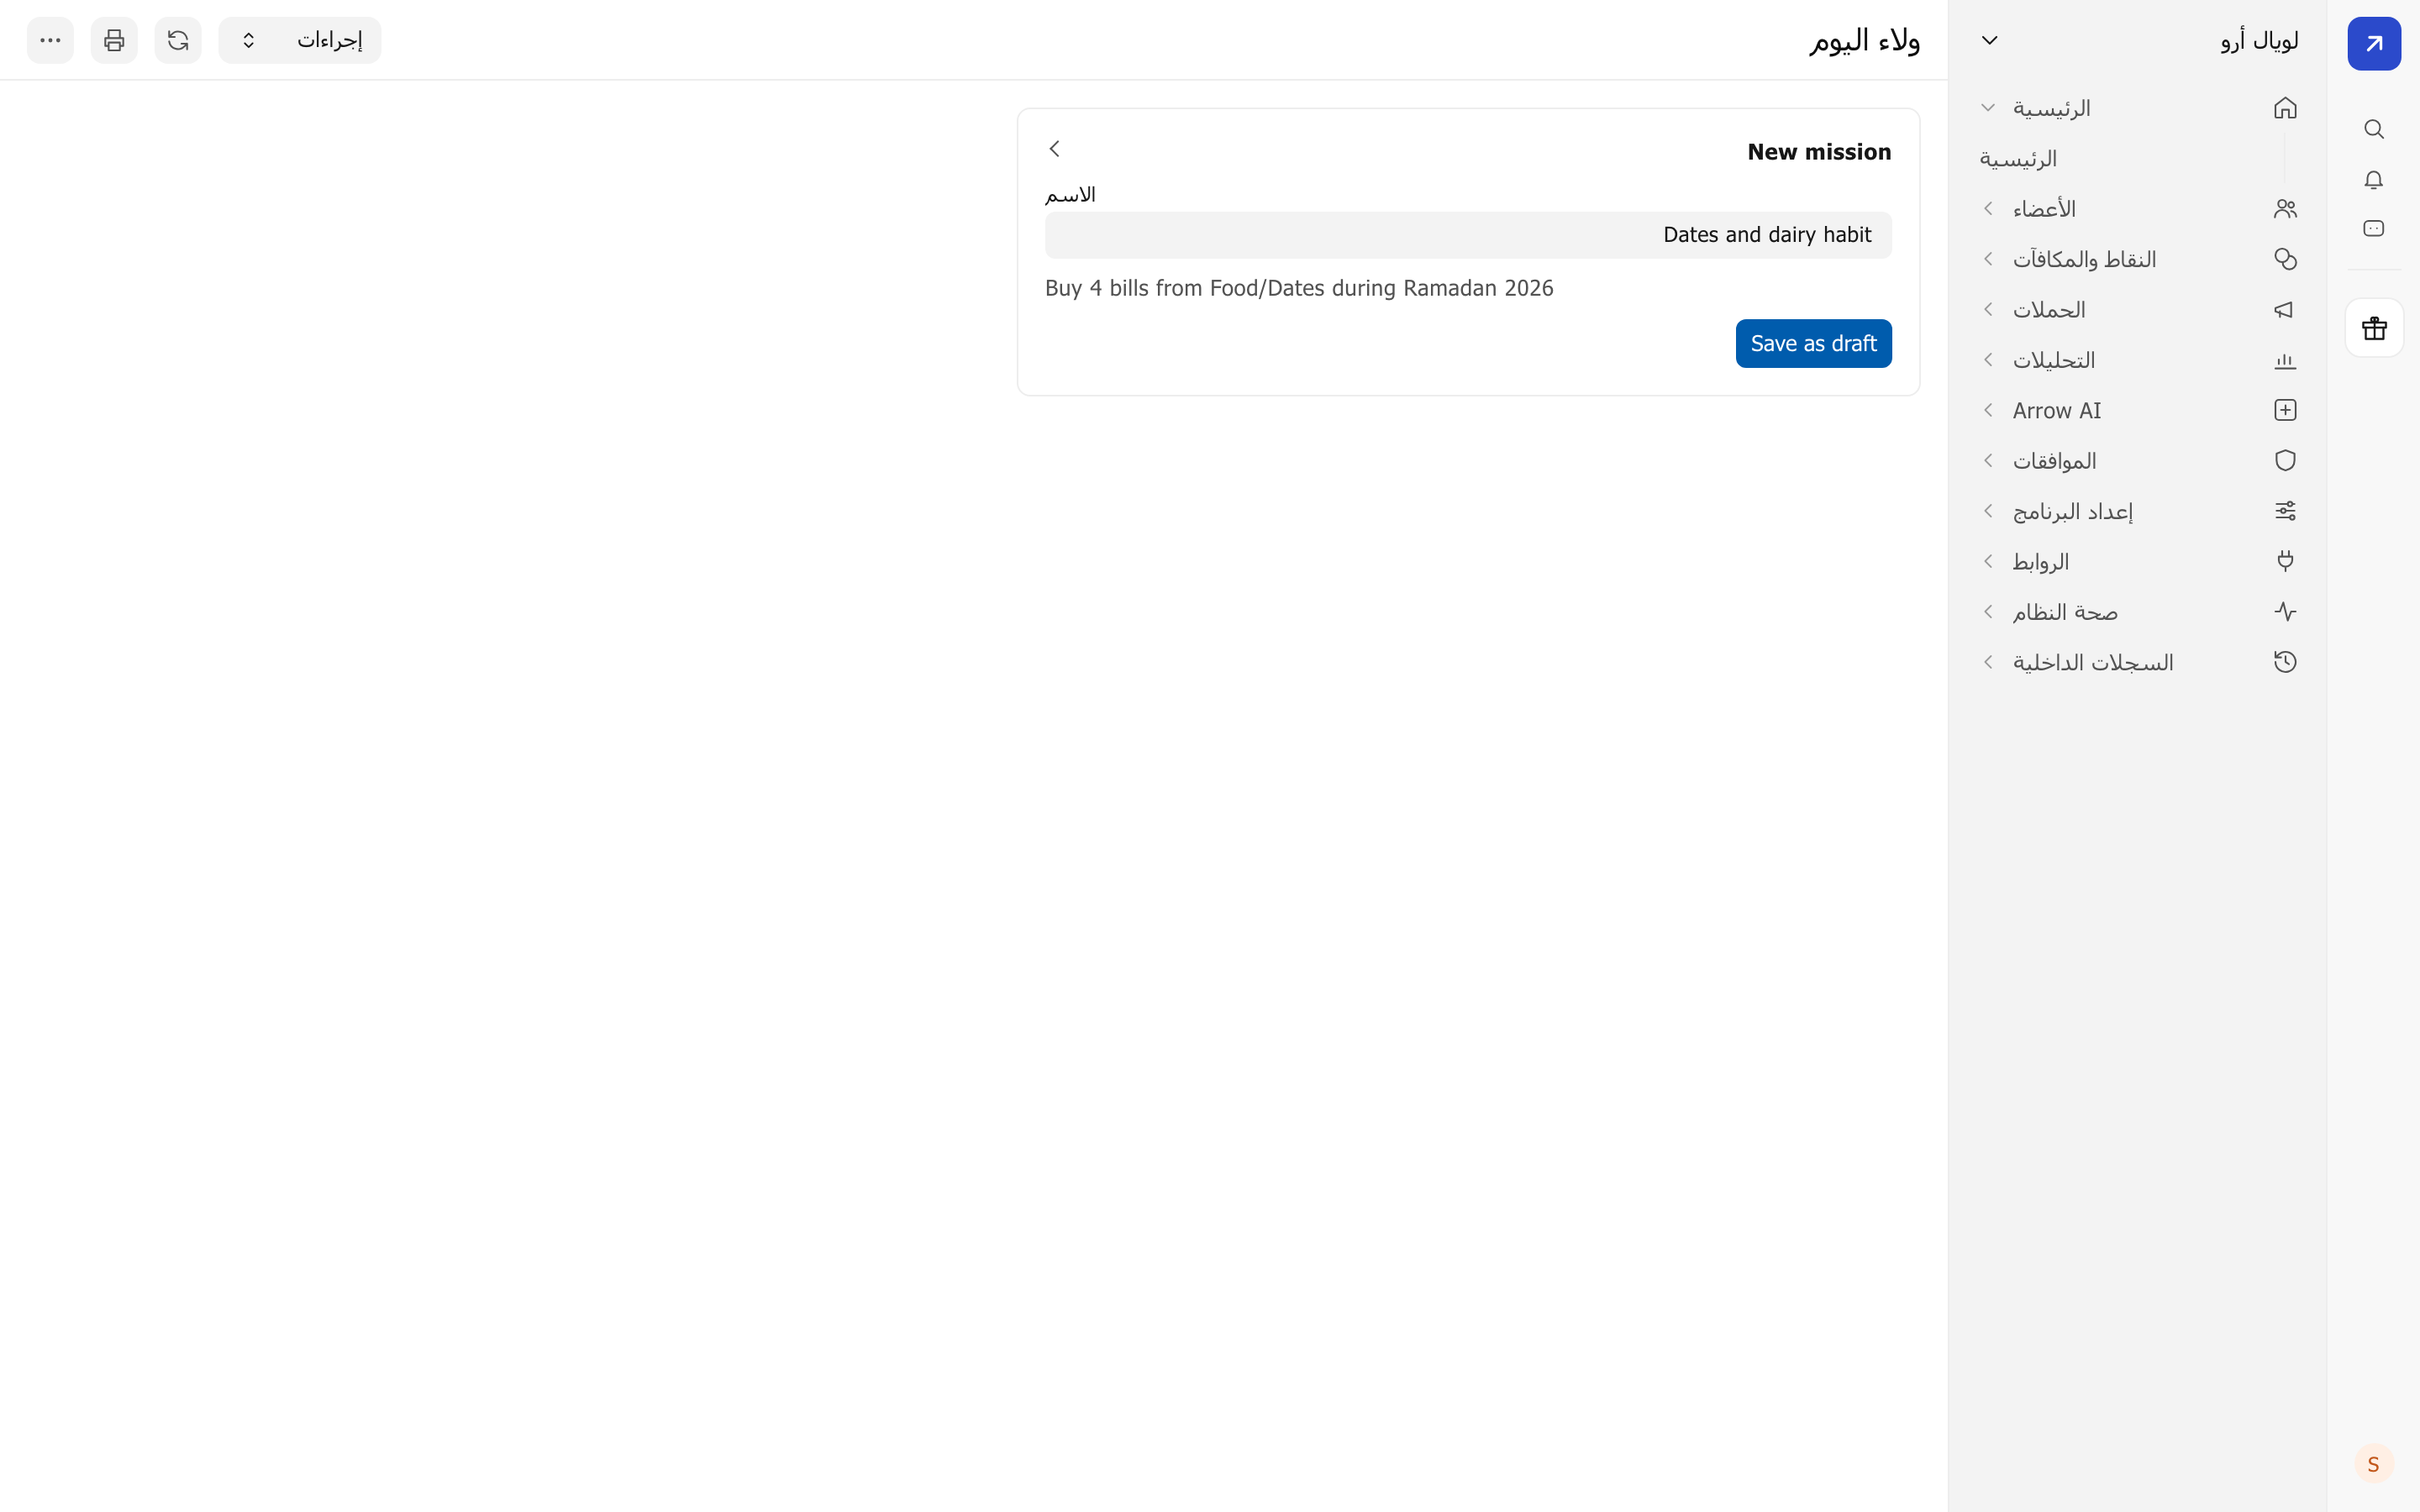 لويال أرو
الرئيسية
الرئيسية
الأعضاء
النقاط والمكافآت
الحملات
التحليلات
Arrow AI
الموافقات
إعداد البرنامج
الروابط
صحة النظام
السجلات الداخلية
S
ولاء اليوم
إجراءات
New mission
الاسم
Dates and dairy habit
Buy 4 bills from Food/Dates during Ramadan 2026
Save as draft